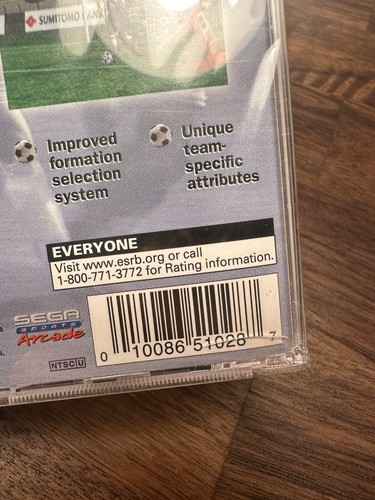 SUMITOMO BANK
Improved
formation
selection
system
Unique
team-
specific
attributes
EVERYONE
Visit www.esrb.org or call
1-800-771-3772 for Rating information.
SEGA
SPORTS
Arcade
NTSC U
0 10086 51028 7